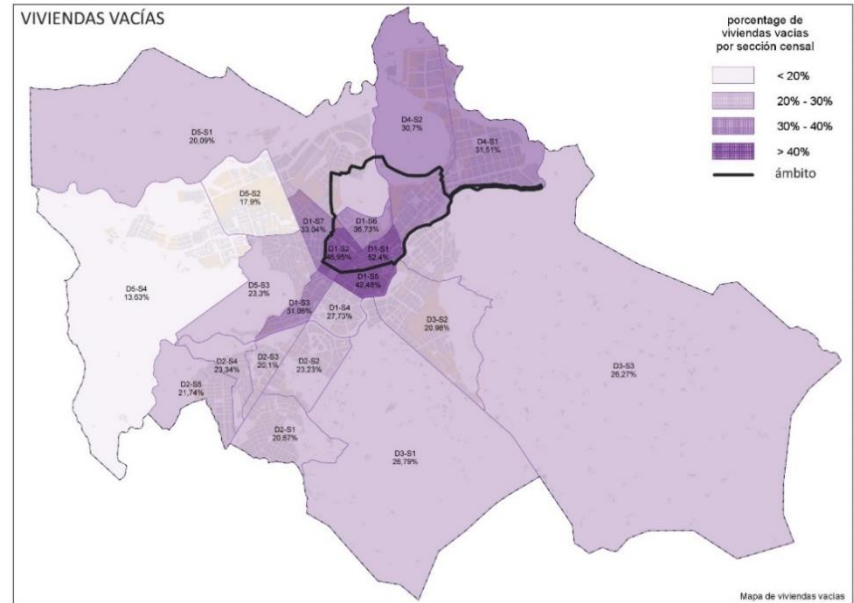 VIVIENDAS VACÍAS
porcentage de
viviendas vacias
por sección censal
< 20%
20% - 30%
30% - 40%
> 40%
ámbito
D4-S2
30,7%
D5-S1
20,09%
D4-S1
31,51%
D5-S2
17,9%
D1-S7
33,04%
D1-S6
36,73%
D1-S2
46,95%
D1-S1
52,4%
D5-S4
13,63%
D5-S3
23,3%
D1-S5
42,48%
D1-S3
31,06%
D1-S4
27,73%
D3-S2
20,98%
D2-S4
23,34%
D2-S3
20,1%
D2-S2
23,23%
D3-S3
26,27%
D2-S5
21,74%
D2-S1
20,67%
D3-S1
26,79%
Mapa de viviendas vacias